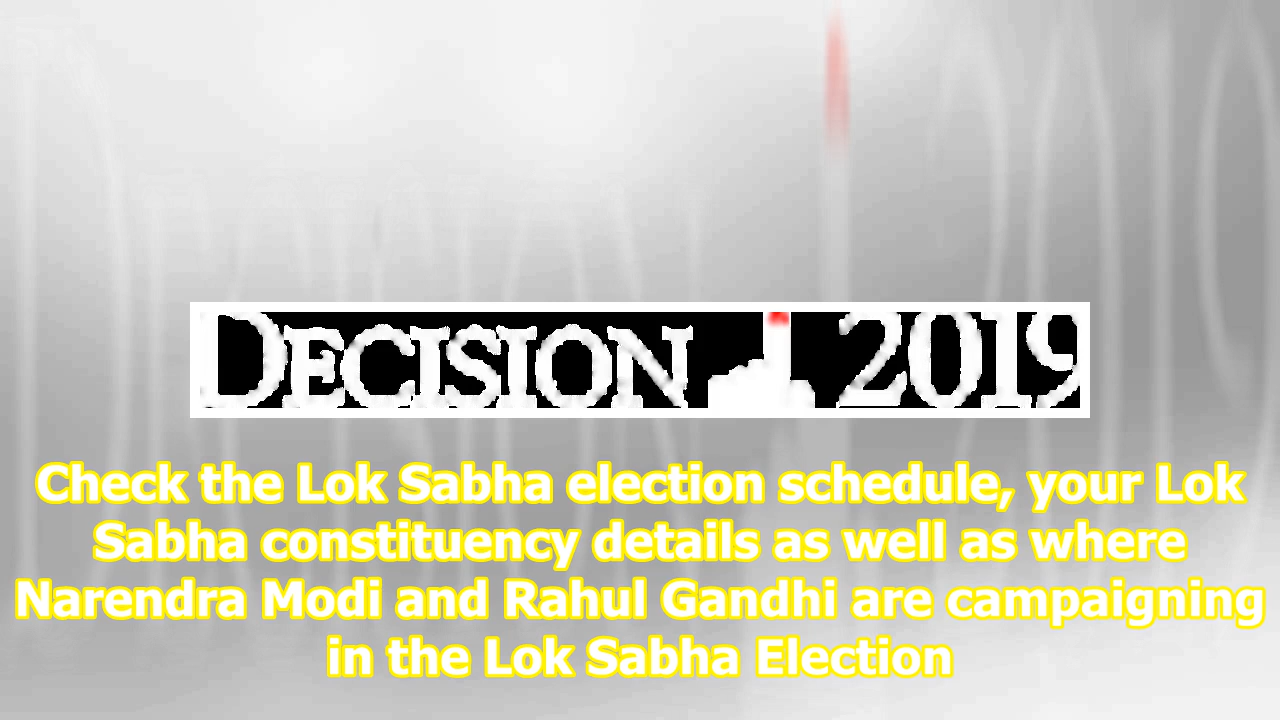 DECISION 2019
Check the Lok Sabha election schedule, your Lok
Sabha constituency details as well as where
Narendra Modi and Rahul Gandhi are campaigning
in the Lok Sabha Election